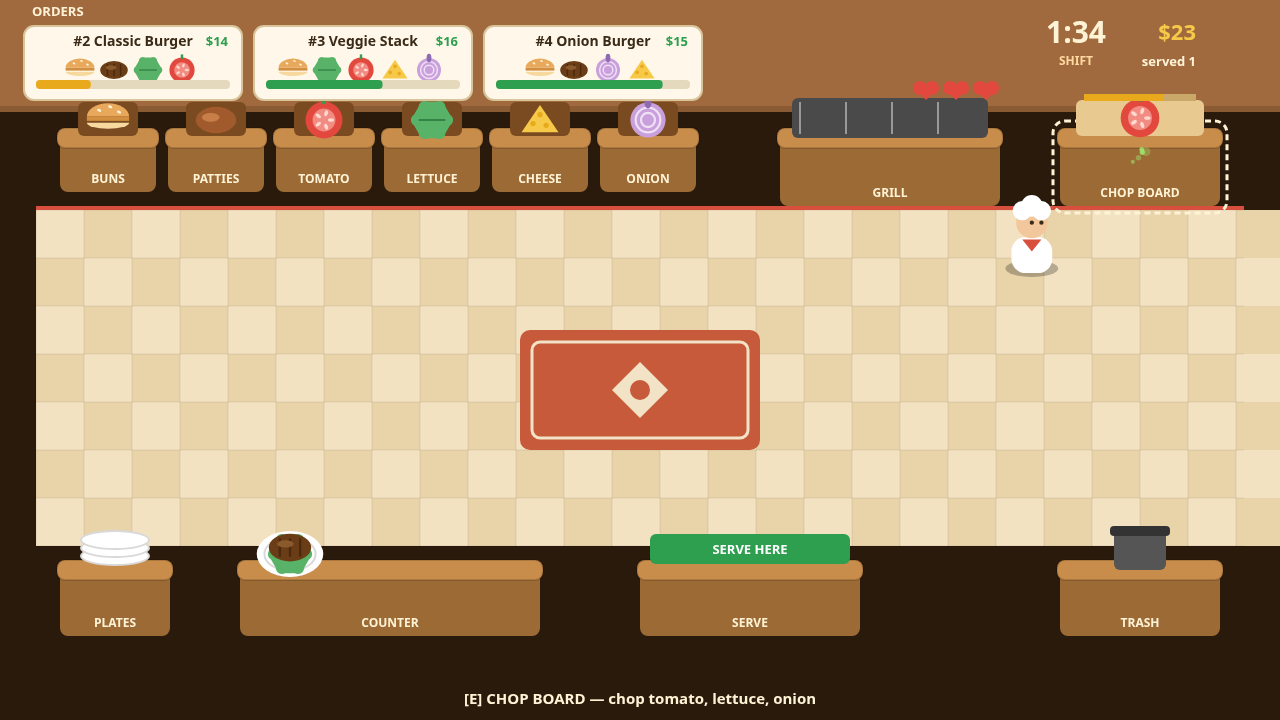 ORDERS
#2 Classic Burger $14
#3 Veggie Stack $16
#4 Onion Burger $15
1:34
SHIFT
$23
served 1
BUNS
PATTIES
TOMATO
LETTUCE
CHEESE
ONION
GRILL
CHOP BOARD
SERVE HERE
PLATES
COUNTER
SERVE
TRASH
[E] CHOP BOARD — chop tomato, lettuce, onion